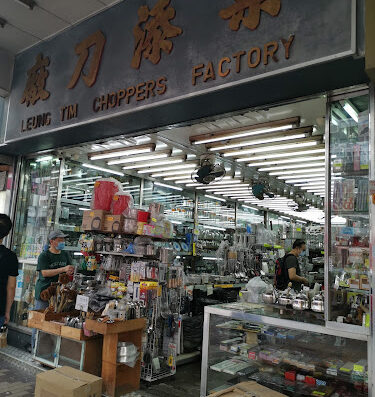 梁添刀廠
LEUNG TIM CHOPPERS FACTORY